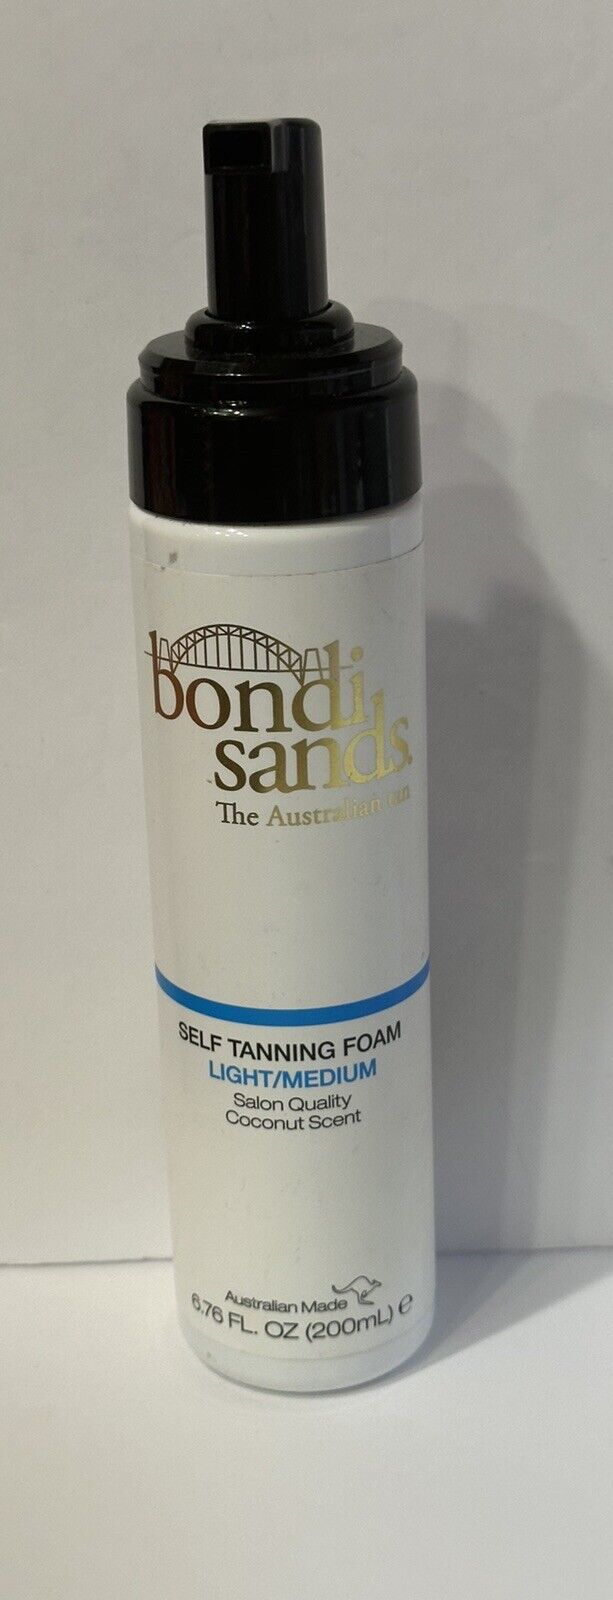 bondi
sands.
The Australian tan
SELF TANNING FOAM
LIGHT/MEDIUM
Salon Quality
Coconut Scent
Australian Made
6.76 FL. OZ (200mL) ℮